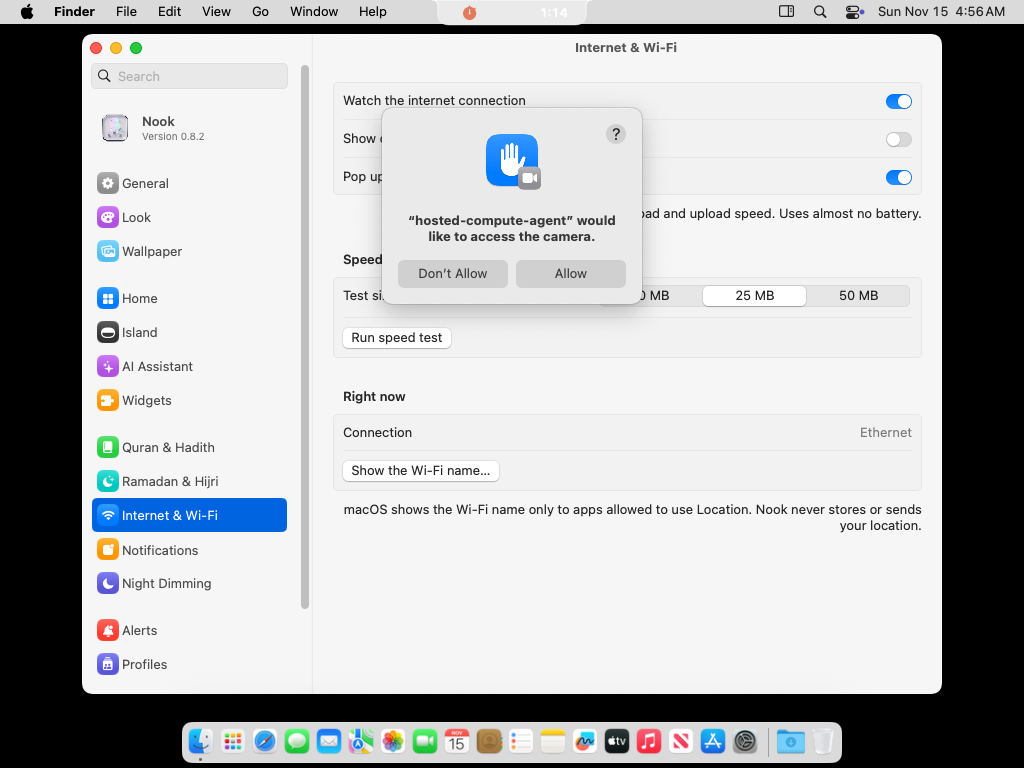 Finder File Edit View Go Window Help 1:14 Sun Nov 15 4:56 AM
Internet & Wi-Fi
Search
Nook
Version 0.8.2
General
Look
Wallpaper
Home
Island
AI Assistant
Widgets
Quran & Hadith
Ramadan & Hijri
Internet & Wi-Fi
Notifications
Night Dimming
Alerts
Profiles
Watch the internet connection
Show
Pop up
and upload speed. Uses almost no battery.
?
“hosted-compute-agent” would
like to access the camera.
Don’t Allow Allow
Speed
Test MB 25 MB 50 MB
Run speed test
Right now
Connection Ethernet
Show the Wi-Fi name...
macOS shows the Wi-Fi name only to apps allowed to use Location. Nook never stores or sends
your location.
NOV
15
tv